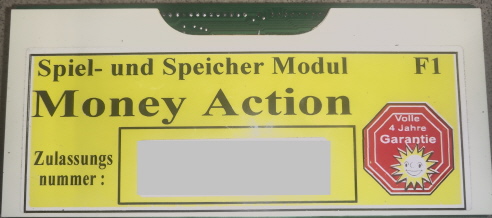 Spiel- und Speicher Modul F1
Money Action
Zulassungs
nummer :
Volle
4 Jahre
Garantie